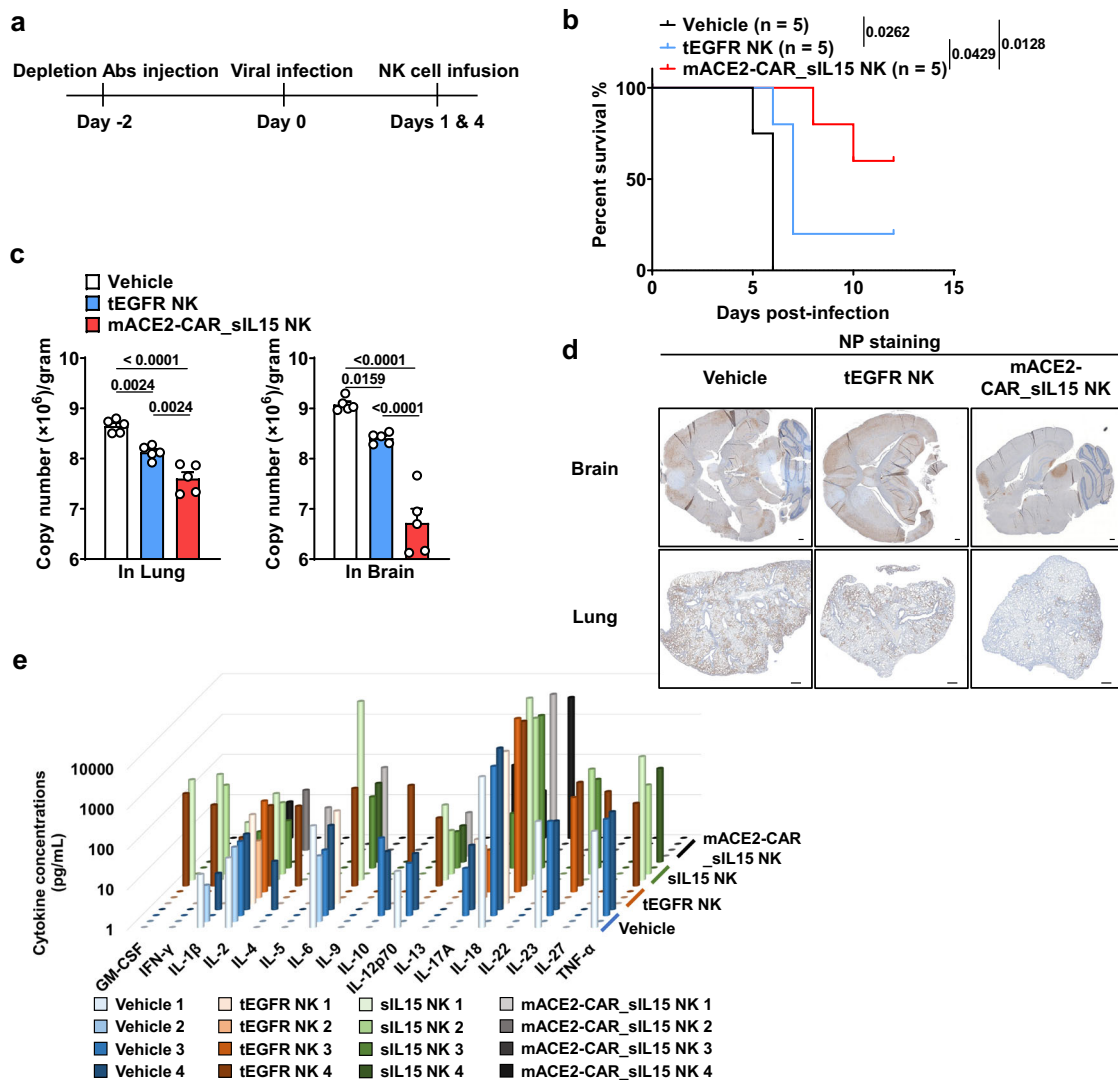 a
Depletion Abs injection Viral infection NK cell infusion
Day -2 Day 0 Days 1 & 4
b
Vehicle (n = 5)
tEGFR NK (n = 5)
mACE2-CAR_sIL15 NK (n = 5)
0.0262
0.0429
0.0128
Percent survival %
100
50
0
0 5 10 15
Days post-infection
c
Vehicle
tEGFR NK
mACE2-CAR_sIL15 NK
Copy number (×10⁶)/gram
10
9
8
7
6
< 0.0001
0.0024
0.0024
In Lung
Copy number (×10⁶)/gram
10
9
8
7
6
<0.0001
0.0159
<0.0001
In Brain
d
NP staining
Vehicle tEGFR NK mACE2-
CAR_sIL15 NK
Brain
Lung
e
Cytokine concentrations
(pg/mL)
10000
1000
100
10
1
GM-CSF IFN-γ IL-1β IL-2 IL-4 IL-5 IL-6 IL-9 IL-10 IL-12p70 IL-13 IL-17A IL-18 IL-22 IL-23 IL-27 TNF-α
mACE2-CAR
_sIL15 NK
sIL15 NK
tEGFR NK
Vehicle
Vehicle 1 tEGFR NK 1 sIL15 NK 1 mACE2-CAR_sIL15 NK 1
Vehicle 2 tEGFR NK 2 sIL15 NK 2 mACE2-CAR_sIL15 NK 2
Vehicle 3 tEGFR NK 3 sIL15 NK 3 mACE2-CAR_sIL15 NK 3
Vehicle 4 tEGFR NK 4 sIL15 NK 4 mACE2-CAR_sIL15 NK 4